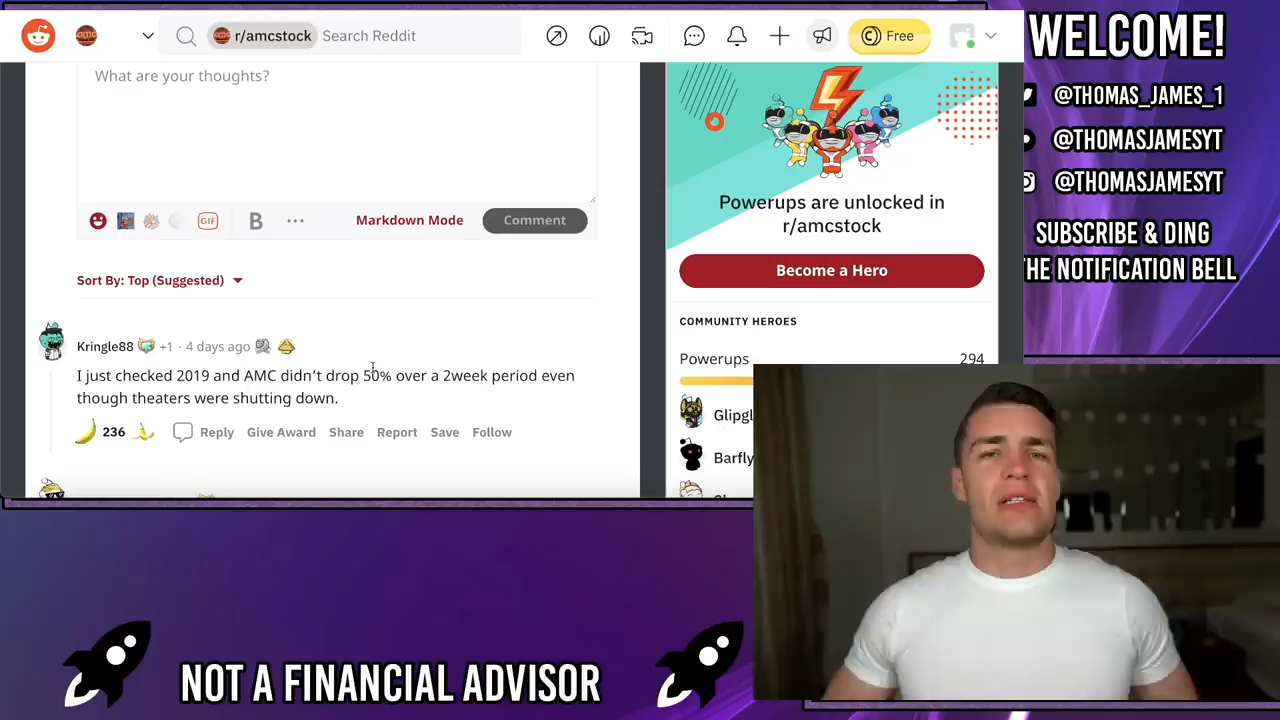 r/amcstock
Search Reddit
Free
WELCOME!
@THOMAS_JAMES_1
@THOMASJAMESYT
@THOMASJAMESYT
SUBSCRIBE & DING
THE NOTIFICATION BELL
What are your thoughts?
GIF
B
Markdown Mode
Comment
Sort By: Top (Suggested)
Kringle88 +1 · 4 days ago
I just checked 2019 and AMC didn’t drop 50% over a 2week period even
though theaters were shutting down.
236 Reply Give Award Share Report Save Follow
Powerups are unlocked in
r/amcstock
Become a Hero
COMMUNITY HEROES
Powerups 294
Glipgl
Barfly
NOT A FINANCIAL ADVISOR